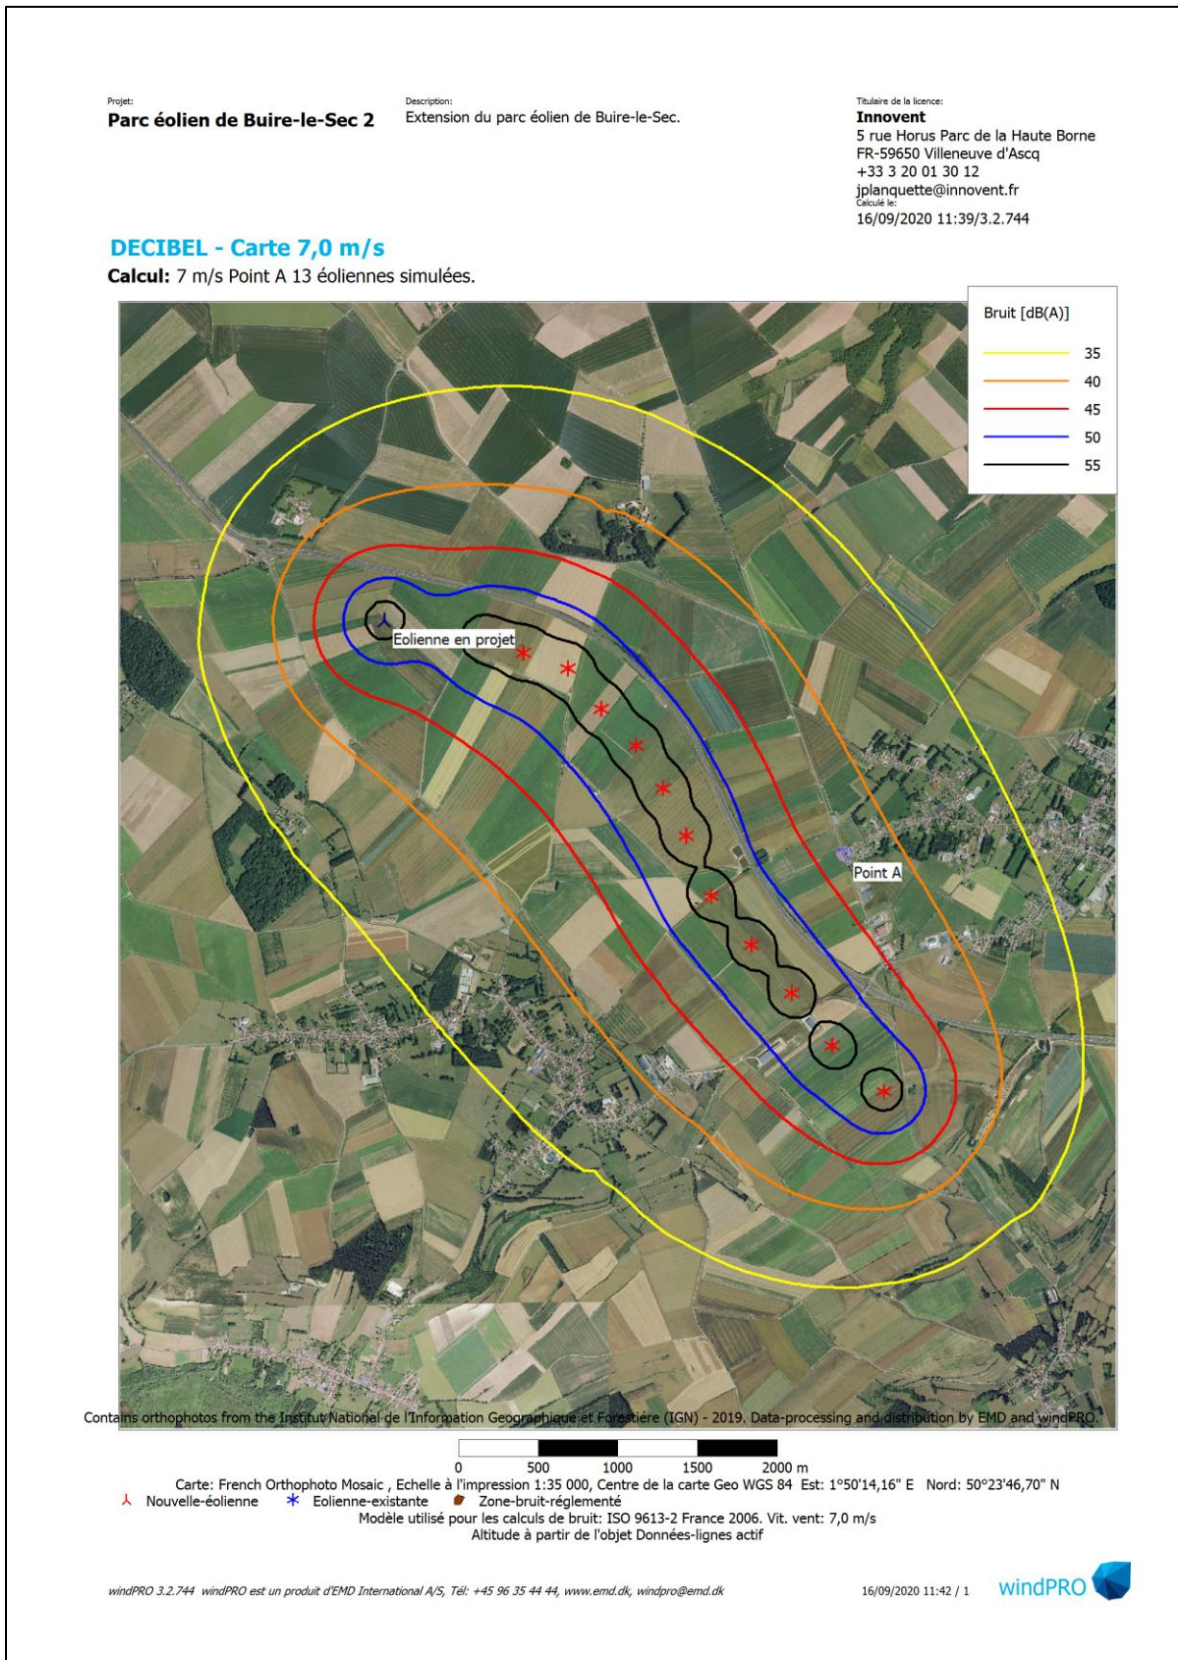 Projet:
Parc éolien de Buire-le-Sec 2
Description:
Extension du parc éolien de Buire-le-Sec.
Titulaire de la licence:
Innovent
5 rue Horus Parc de la Haute Borne
FR-59650 Villeneuve d'Ascq
+33 3 20 01 30 12
jplanquette@innovent.fr
Calculé le:
16/09/2020 11:39/3.2.744
DECIBEL - Carte 7,0 m/s
Calcul: 7 m/s Point A 13 éoliennes simulées.
Bruit [dB(A)]
35
40
45
50
55
Eolienne en projet
Point A
Contains orthophotos from the Institut National de l'Information Geographique et Forestière (IGN) - 2019. Data-processing and distribution by EMD and windPRO.
0 500 1000 1500 2000 m
Carte: French Orthophoto Mosaic , Echelle à l'impression 1:35 000, Centre de la carte Geo WGS 84 Est: 1°50'14,16" E Nord: 50°23'46,70" N
Nouvelle-éolienne Eolienne-existante Zone-bruit-réglementé
Modèle utilisé pour les calculs de bruit: ISO 9613-2 France 2006. Vit. vent: 7,0 m/s
Altitude à partir de l'objet Données-lignes actif
windPRO 3.2.744 windPRO est un produit d'EMD International A/S, Tél: +45 96 35 44 44, www.emd.dk, windpro@emd.dk
16/09/2020 11:42 / 1
windPRO